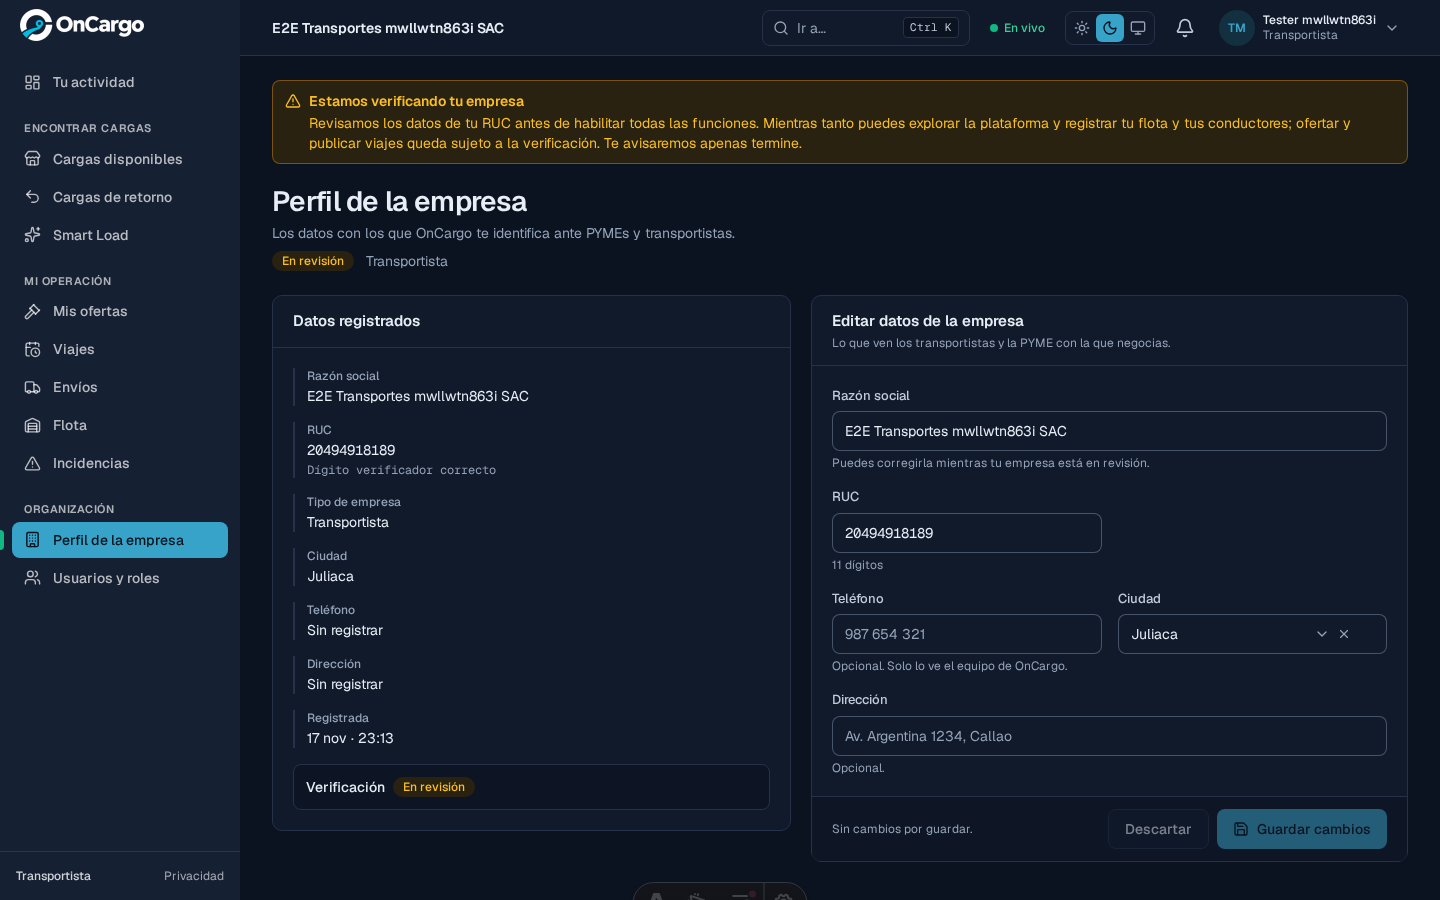 OnCargo
E2E Transportes mwllwtn863i SAC
Ir a...
Ctrl K
En vivo
TM
Tester mwllwtn863i
Transportista
Tu actividad
ENCONTRAR CARGAS
Cargas disponibles
Cargas de retorno
Smart Load
MI OPERACIÓN
Mis ofertas
Viajes
Envíos
Flota
Incidencias
ORGANIZACIÓN
Perfil de la empresa
Usuarios y roles
Transportista
Privacidad
Estamos verificando tu empresa
Revisamos los datos de tu RUC antes de habilitar todas las funciones. Mientras tanto puedes explorar la plataforma y registrar tu flota y tus conductores; ofertar y
publicar viajes queda sujeto a la verificación. Te avisaremos apenas termine.
Perfil de la empresa
Los datos con los que OnCargo te identifica ante PYMEs y transportistas.
En revisión
Transportista
Datos registrados
Razón social
E2E Transportes mwllwtn863i SAC
RUC
20494918189
Dígito verificador correcto
Tipo de empresa
Transportista
Ciudad
Juliaca
Teléfono
Sin registrar
Dirección
Sin registrar
Registrada
17 nov · 23:13
Verificación
En revisión
Editar datos de la empresa
Lo que ven los transportistas y la PYME con la que negocias.
Razón social
E2E Transportes mwllwtn863i SAC
Puedes corregirla mientras tu empresa está en revisión.
RUC
20494918189
11 dígitos
Teléfono
987 654 321
Opcional. Solo lo ve el equipo de OnCargo.
Ciudad
Juliaca
Dirección
Av. Argentina 1234, Callao
Opcional.
Sin cambios por guardar.
Descartar
Guardar cambios